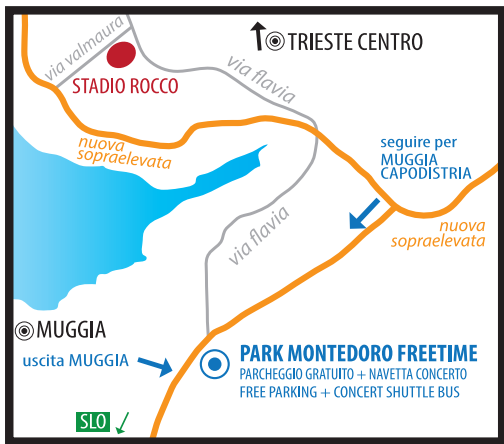 via valmaura
TRIESTE CENTRO
STADIO ROCCO
via flavia
nuova
sopraelevata
seguire per
MUGGIA
CAPODISTRIA
nuova
sopraelevata
via flavia
MUGGIA
uscita MUGGIA
PARK MONTEDORO FREETIME
PARCHEGGIO GRATUITO + NAVETTA CONCERTO
FREE PARKING + CONCERT SHUTTLE BUS
SLO